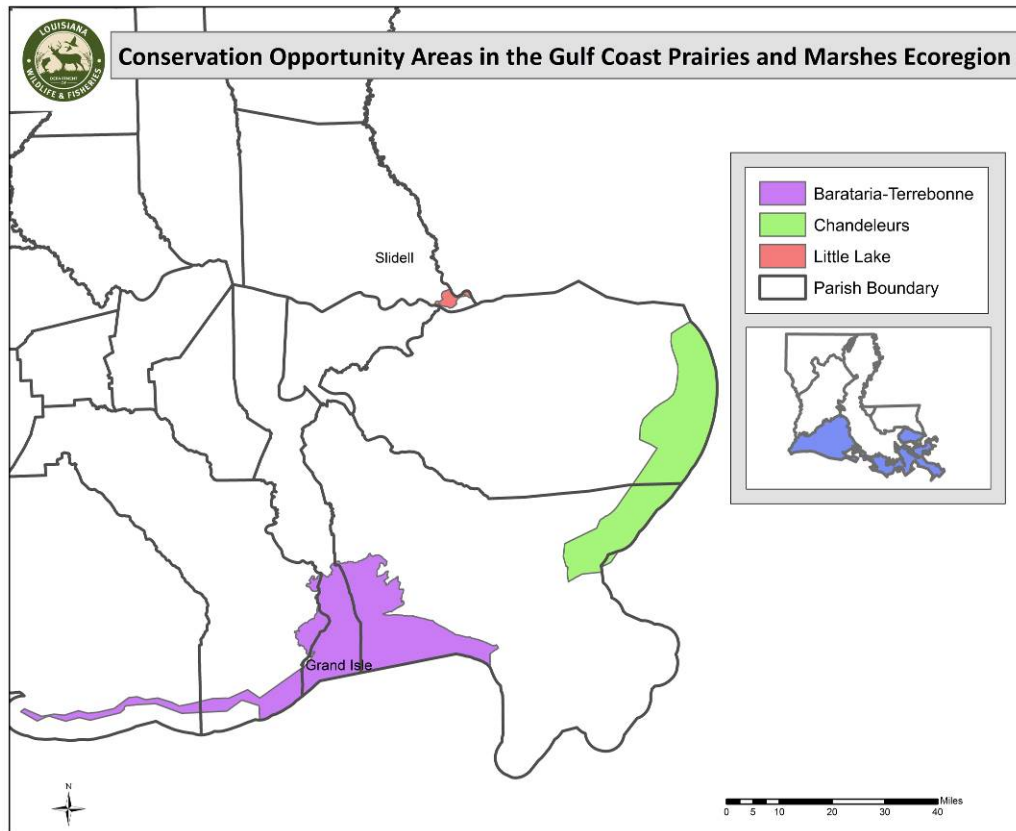 LOUISIANA
WILDLIFE & FISHERIES
Conservation Opportunity Areas in the Gulf Coast Prairies and Marshes Ecoregion
Barataria-Terrebonne
Chandeleurs
Little Lake
Parish Boundary
Slidell
Grand Isle
N
Miles
0 5 10 20 30 40